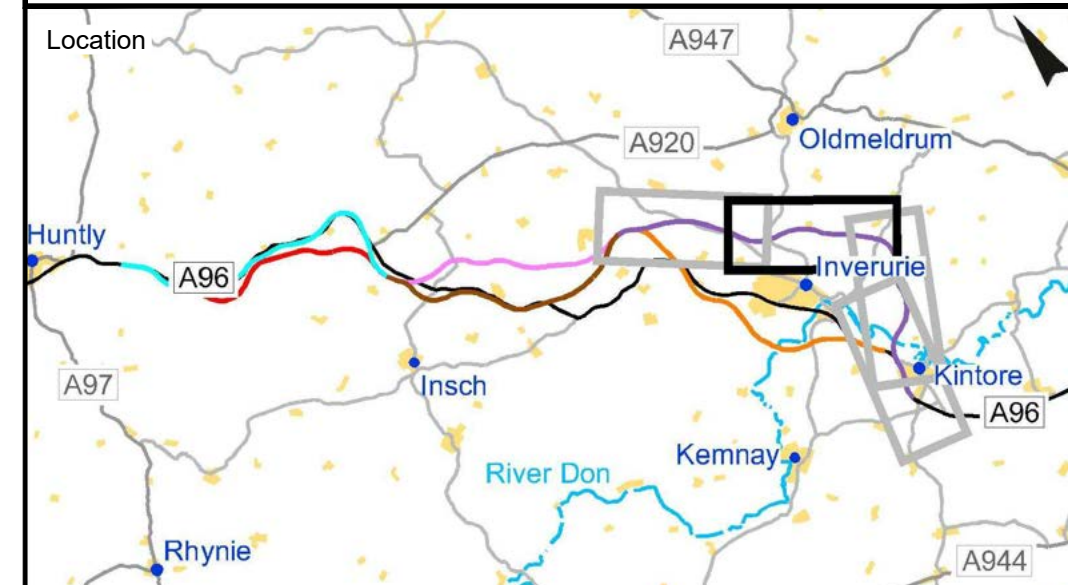 Location
A947
Oldmeldrum
A920
Huntly
A96
Inverurie
A97
Insch
Kintore
A96
Kemnay
River Don
Rhynie
A944